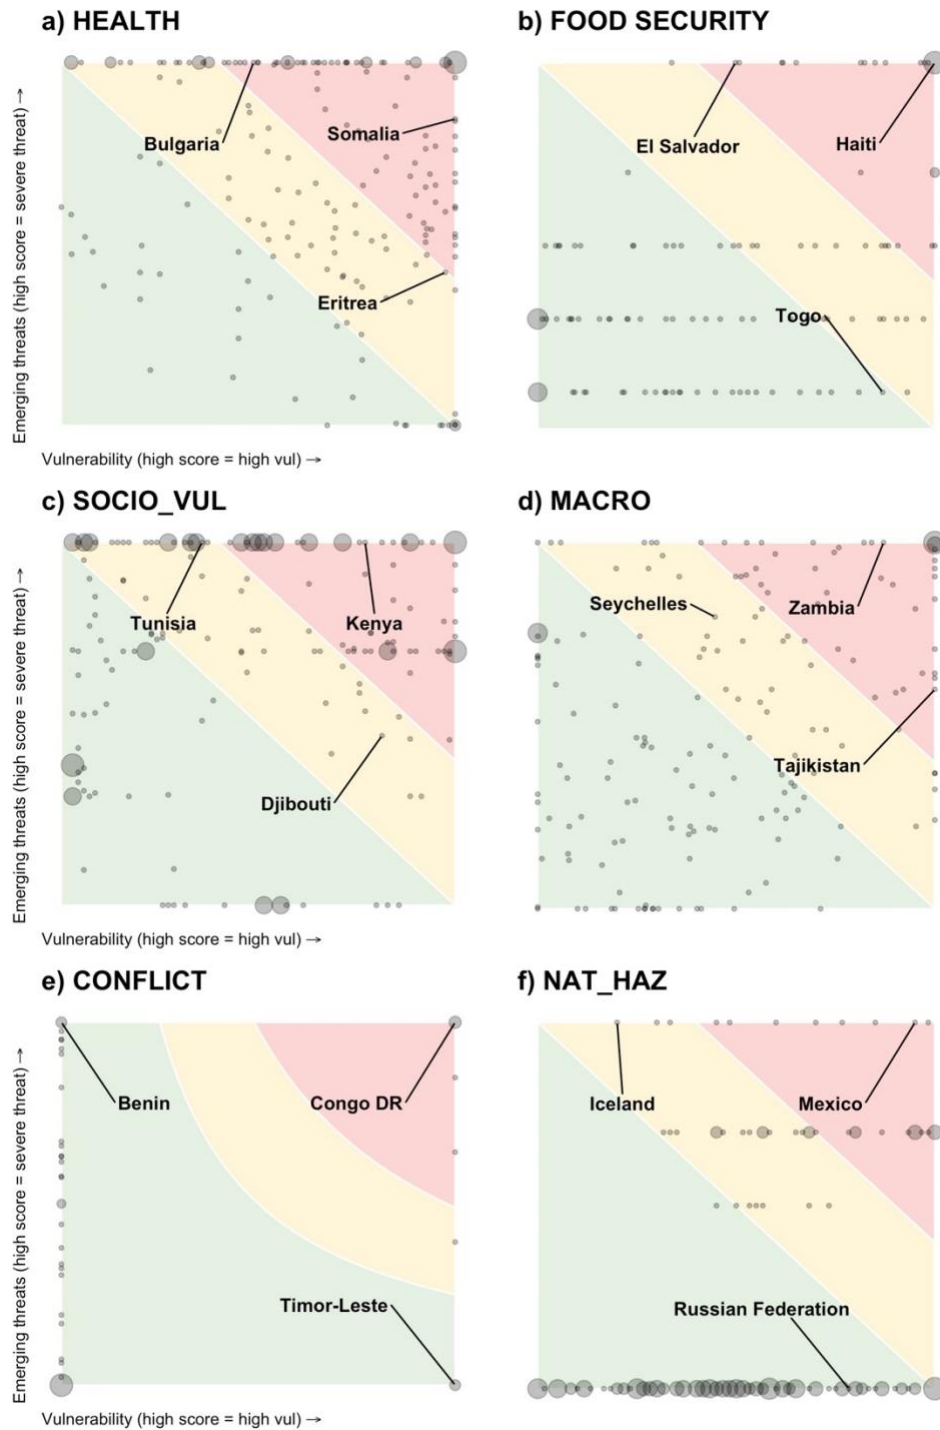 a) HEALTH
b) FOOD SECURITY
Emerging threats (high score = severe threat) →
Bulgaria
Somalia
Eritrea
El Salvador
Haiti
Togo
Vulnerability (high score = high vul) →
c) SOCIO_VUL
d) MACRO
Emerging threats (high score = severe threat) →
Tunisia
Kenya
Djibouti
Seychelles
Zambia
Tajikistan
Vulnerability (high score = high vul) →
e) CONFLICT
f) NAT_HAZ
Emerging threats (high score = severe threat) →
Benin
Congo DR
Timor-Leste
Iceland
Mexico
Russian Federation
Vulnerability (high score = high vul) →